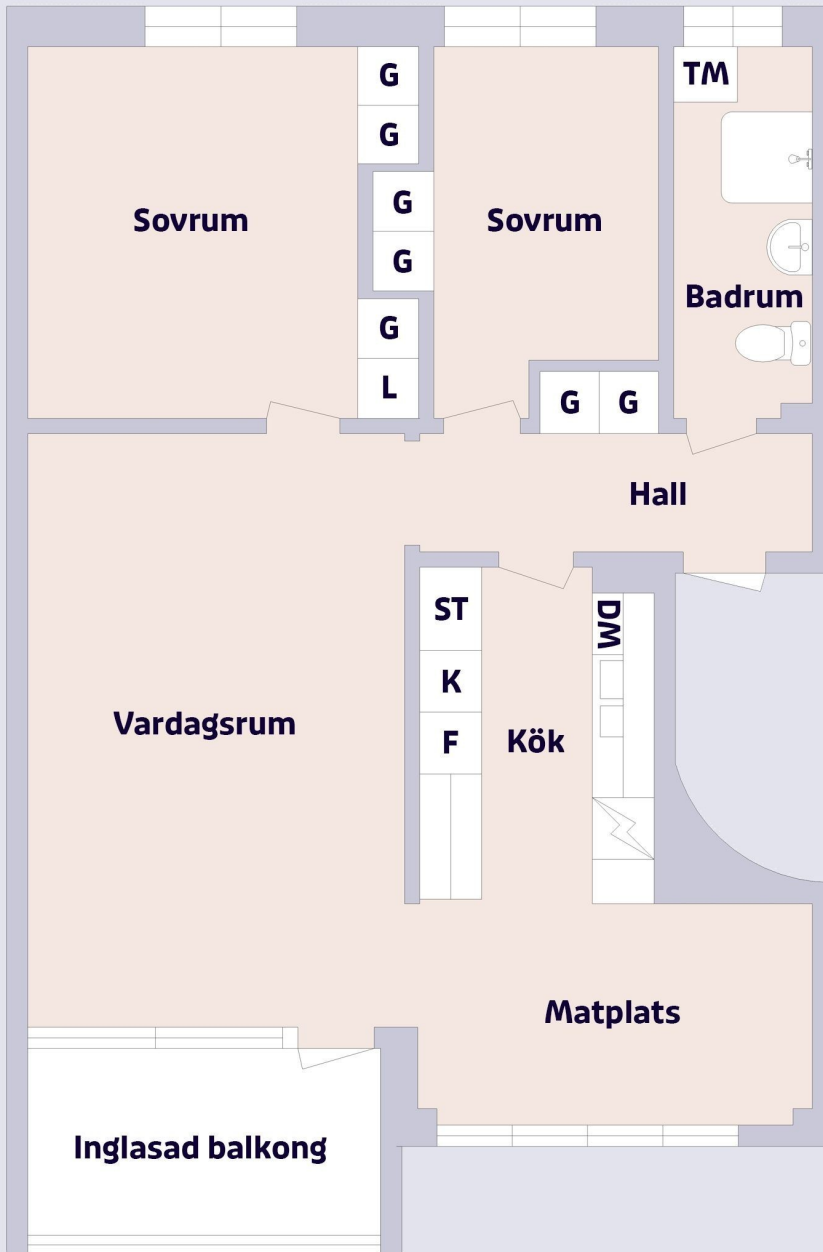 G
TM
G
G
Sovrum
Sovrum
G
Badrum
G
L
G
G
Hall
ST
DM
K
Vardagsrum
F
Kök
Matplats
Inglasad balkong